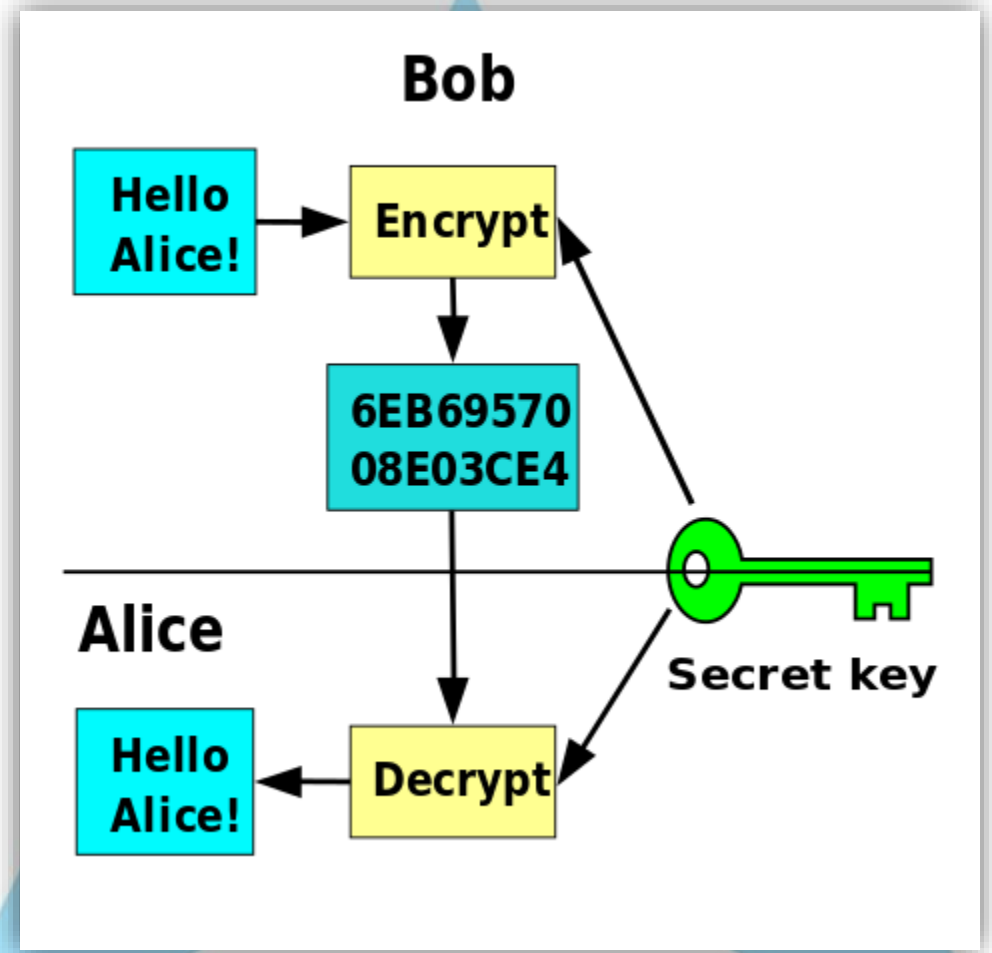 Bob
Hello
Alice!
Encrypt
6EB69570
08E03CE4
Alice
Secret key
Hello
Alice!
Decrypt